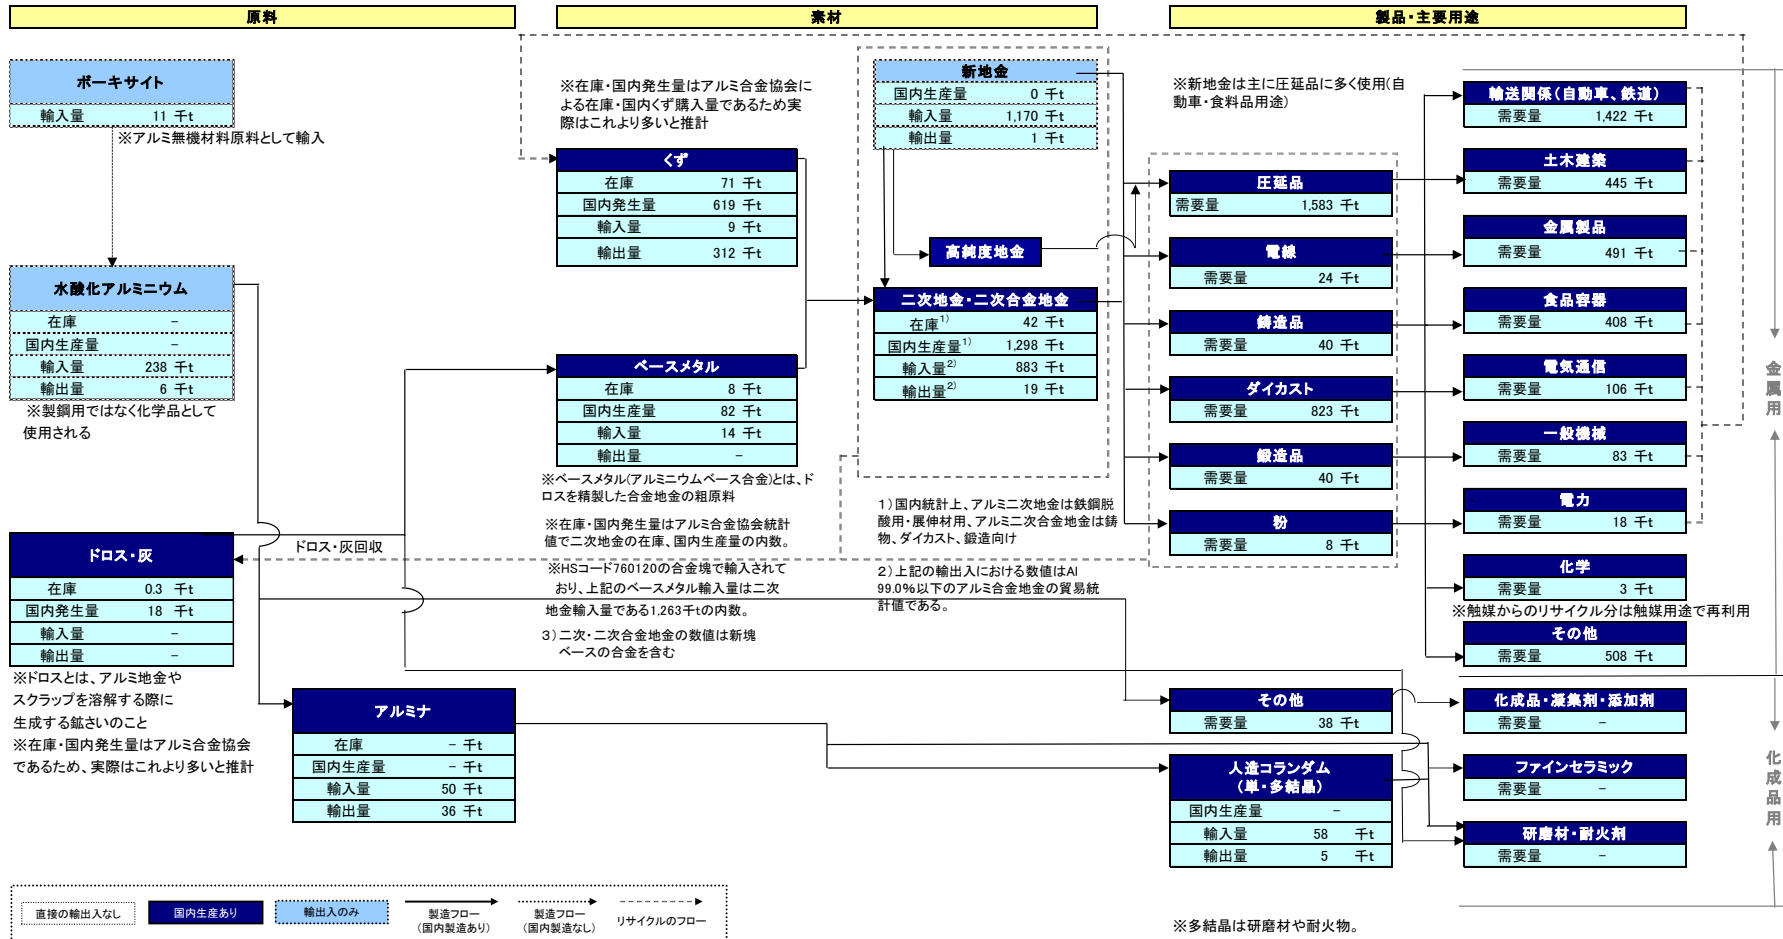 原料
素材
製品・主要用途
ボーキサイト
輸入量 11 千t
※アルミ無機材料原料として輸入
水酸化アルミニウム
在庫 －
国内生産量 －
輸入量 238 千t
輸出量 6 千t
※製鋼用ではなく化学品として
使用される
ドロス・灰
在庫 0.3 千t
国内発生量 18 千t
輸入量 －
輸出量 －
※ドロスとは、アルミ地金や
スクラップを溶解する際に
生成する鉱さいのこと
※在庫・国内発生量はアルミ合金協会
であるため、実際はこれより多いと推計
ドロス・灰回収
アルミナ
在庫 － 千t
国内生産量 － 千t
輸入量 50 千t
輸出量 36 千t
※在庫・国内発生量はアルミ合金協会に
よる在庫・国内くず購入量であるため実
際はこれより多いと推計
くず
在庫 71 千t
国内発生量 619 千t
輸入量 9 千t
輸出量 312 千t
ベースメタル
在庫 8 千t
国内生産量 82 千t
輸入量 14 千t
輸出量 －
※ベースメタル(アルミニウムベース合金)とは、ド
ロスを精製した合金地金の粗原料
※在庫・国内発生量はアルミ合金協会統計
値で二次地金の在庫、国内生産量の内数。
※HSコード760120の合金塊で輸入されて
おり、上記のベースメタル輸入量は二次
地金輸入量である1,263千tの内数。
3）二次・二次合金地金の数値は新塊
ベースの合金を含む
新地金
国内生産量 0 千t
輸入量 1,170 千t
輸出量 1 千t
高純度地金
二次地金・二次合金地金
在庫1) 42 千t
国内生産量1) 1,298 千t
輸入量2) 883 千t
輸出量2) 19 千t
1）国内統計上、アルミ二次地金は鉄鋼脱
酸用・展伸材用、アルミ二次合金地金は鋳
物、ダイカスト、鍛造向け
2）上記の輸出入における数値はAl
99.0%以下のアルミ合金地金の貿易統
計値である。
※新地金は主に圧延品に多く使用(自
動車・食料品用途)
圧延品
需要量 1,583 千t
電線
需要量 24 千t
鋳造品
需要量 40 千t
ダイカスト
需要量 823 千t
鍛造品
需要量 40 千t
粉
需要量 8 千t
その他
需要量 38 千t
人造コランダム
（単・多結晶）
国内生産量 －
輸入量 58 千t
輸出量 5 千t
輸送関係（自動車、鉄道）
需要量 1,422 千t
土木建築
需要量 445 千t
金属製品
需要量 491 千t
食品容器
需要量 408 千t
電気通信
需要量 106 千t
一般機械
需要量 83 千t
電力
需要量 18 千t
化学
需要量 3 千t
※触媒からのリサイクル分は触媒用途で再利用
その他
需要量 508 千t
化成品・凝集剤・添加剤
需要量 －
ファインセラミック
需要量 －
研磨材・耐火剤
需要量 －
金属用
化成品用
直接の輸出入なし
国内生産あり
輸出入のみ
製造フロー
（国内製造あり）
製造フロー
（国内製造なし）
リサイクルのフロー
※多結晶は研磨材や耐火物。